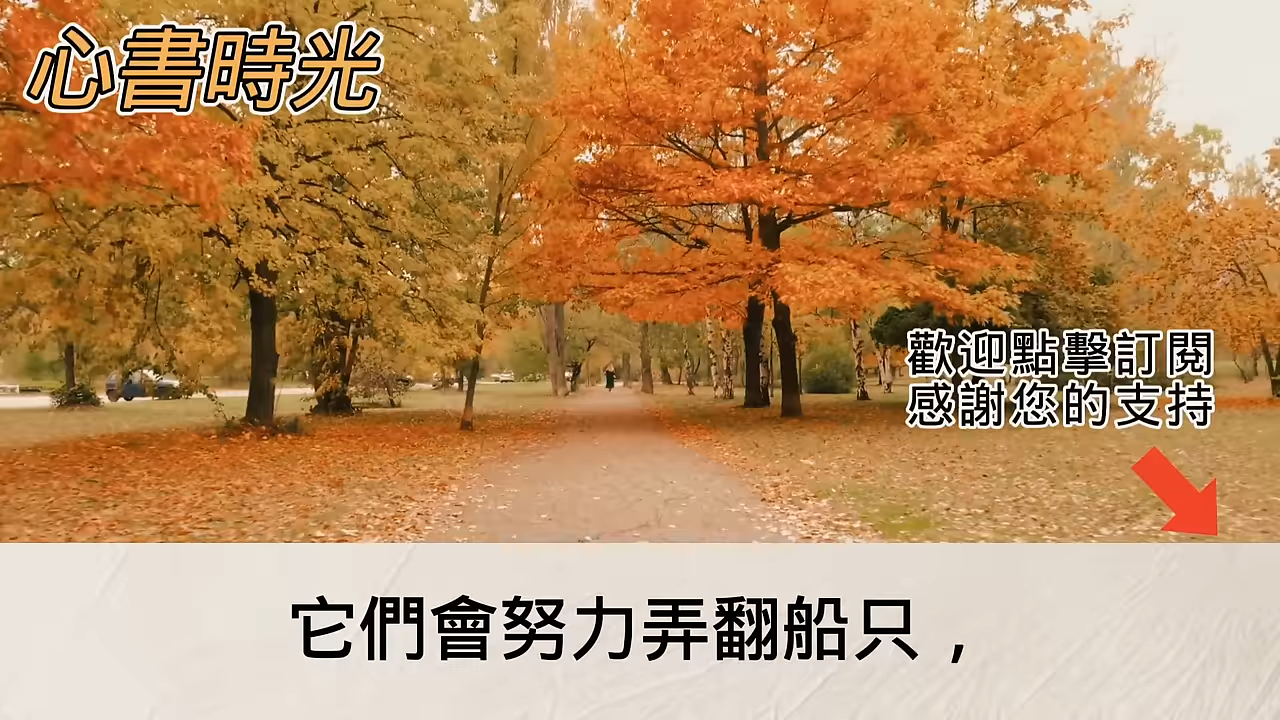 心書時光
歡迎點擊訂閱
感謝您的支持
它們會努力弄翻船只，